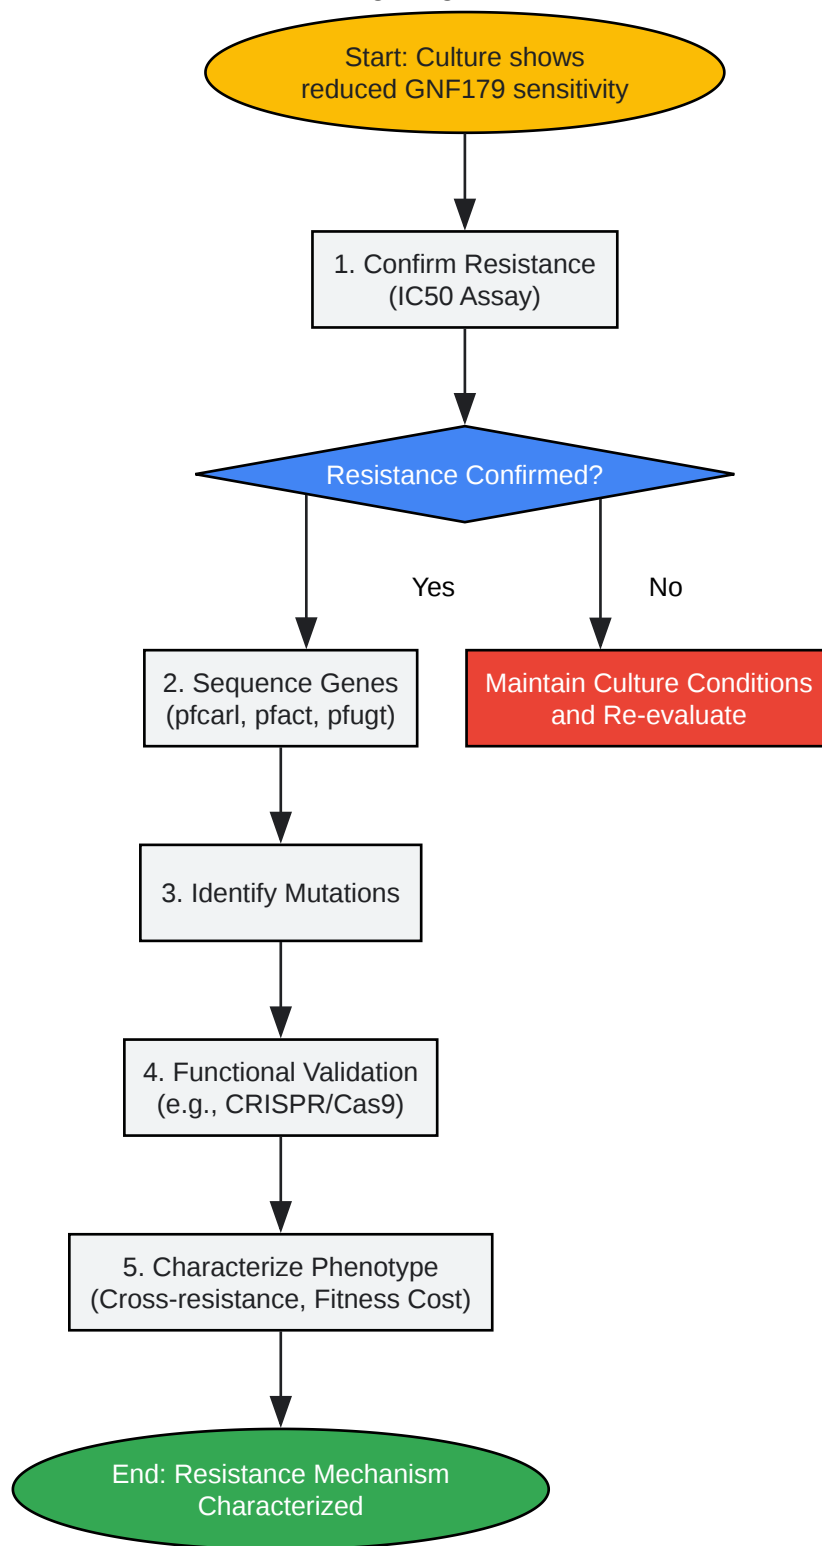 Start: Culture shows
reduced GNF179 sensitivity
1. Confirm Resistance
(IC50 Assay)
Resistance Confirmed?
Yes
No
2. Sequence Genes
(pfcarl, pfact, pfugt)
Maintain Culture Conditions
and Re-evaluate
3. Identify Mutations
4. Functional Validation
(e.g., CRISPR/Cas9)
5. Characterize Phenotype
(Cross-resistance, Fitness Cost)
End: Resistance Mechanism
Characterized